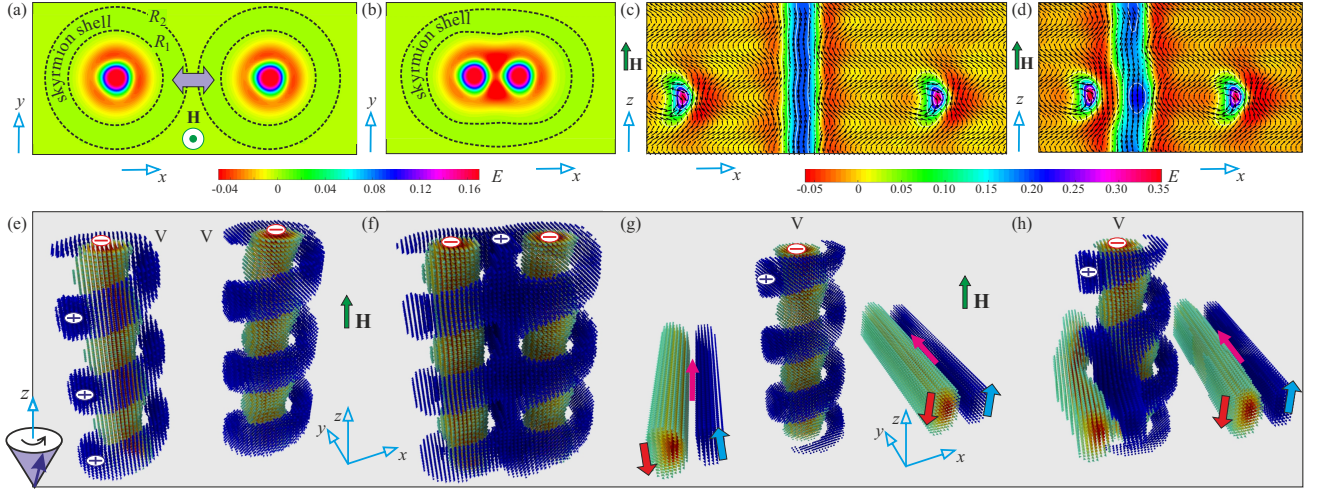 (a)
skyrmion shell
R2
R1
H
y
x
(b)
skyrmion shell
y
x
-0.04 0 0.04 0.08 0.12 0.16 E
(c)
H
z
x
(d)
H
z
x
-0.05 0 0.05 0.10 0.15 0.20 0.25 0.30 0.35 E
(e)
−
V
V
−
+
+
+
H
z
z
y
x
(f)
−
+
−
(g)
V
−
+
H
z
y
x
(h)
V
−
+